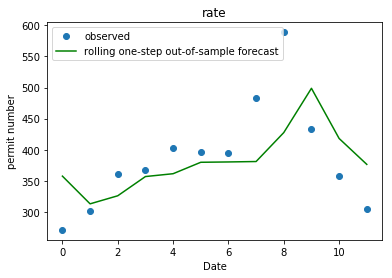 rate
observed
rolling one-step out-of-sample forecast
600
550
500
450
400
350
300
permit number
0 2 4 6 8 10
Date